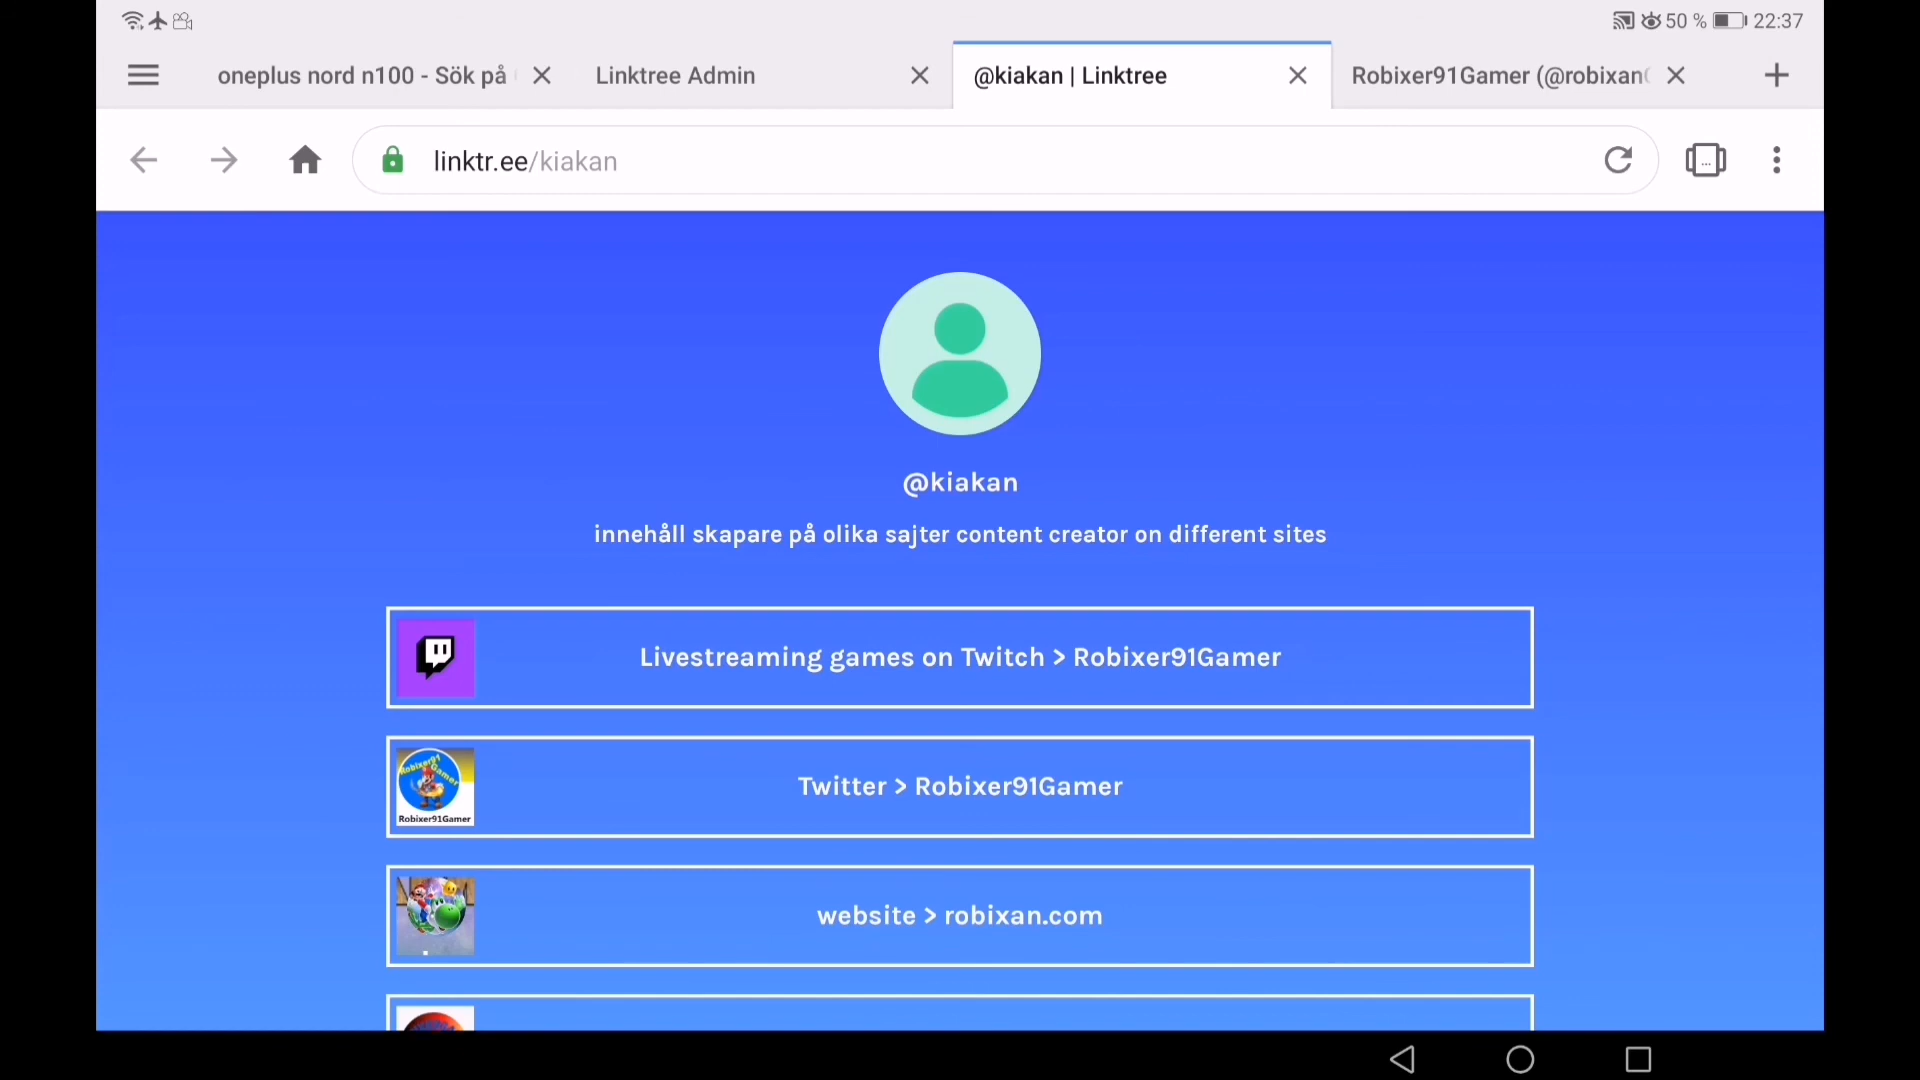 50 % 22:37
oneplus nord n100 - Sök på
Linktree Admin
@kiakan | Linktree
Robixer91Gamer (@robixan
linktr.ee/kiakan
@kiakan
innehåll skapare på olika sajter content creator on different sites
Livestreaming games on Twitch > Robixer91Gamer
Robixer91
Gamer
Robixer91Gamer
Twitter > Robixer91Gamer
website > robixan.com